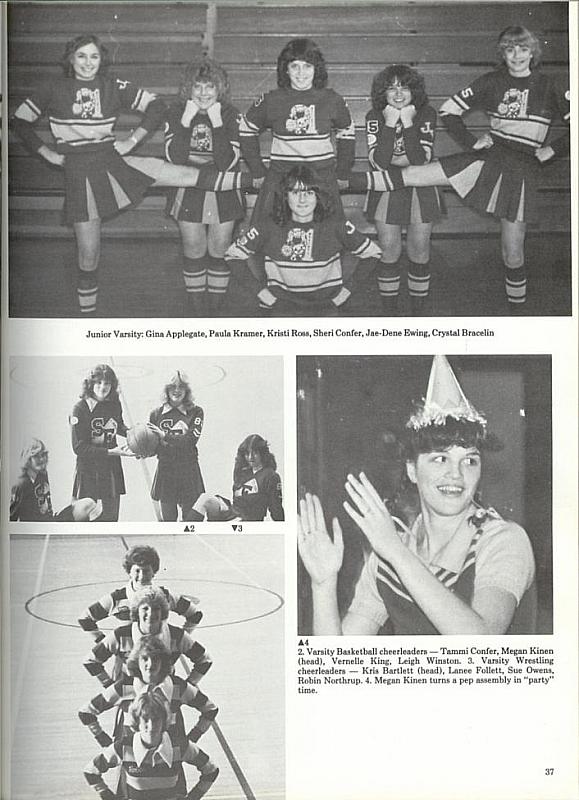 Junior Varsity: Gina Applegate, Paula Kramer, Kristi Ross, Sheri Confer, Jae-Dene Ewing, Crystal Bracelin
▲2 ▼3
▲4
2. Varsity Basketball cheerleaders — Tammi Confer, Megan Kinen
(head), Vernelle King, Leigh Winston. 3. Varsity Wrestling
cheerleaders — Kris Bartlett (head), Lanee Follett, Sue Owens,
Robin Northrup. 4. Megan Kinen turns a pep assembly in "party"
time.
37